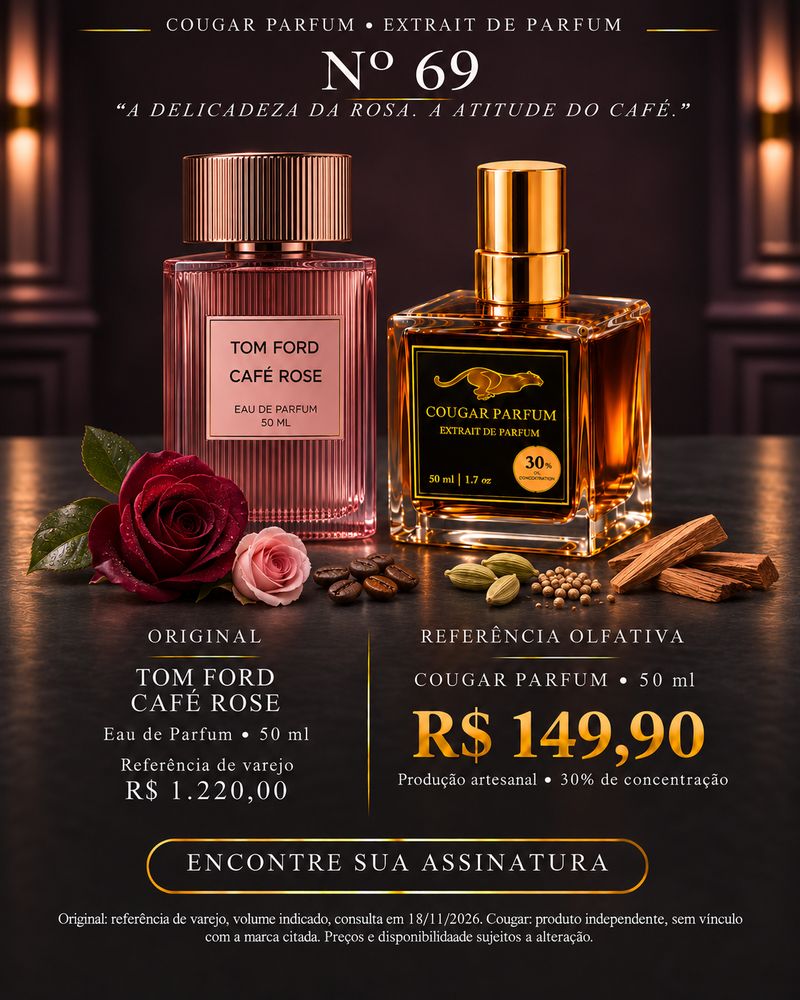 COUGAR PARFUM • EXTRAIT DE PARFUM
Nº 69
“A DELICADEZA DA ROSA. A ATITUDE DO CAFÉ.”
TOM FORD
CAFÉ ROSE
EAU DE PARFUM
50 ML
COUGAR PARFUM
EXTRAIT DE PARFUM
30%
OIL
CONCENTRATION
50 ml | 1.7 oz
ORIGINAL
TOM FORD
CAFÉ ROSE
Eau de Parfum • 50 ml
Referência de varejo
R$ 1.220,00
REFERÊNCIA OLFATIVA
COUGAR PARFUM • 50 ml
R$ 149,90
Produção artesanal • 30% de concentração
ENCONTRE SUA ASSINATURA
Original: referência de varejo, volume indicado, consulta em 18/11/2026. Cougar: produto independente, sem vínculo
com a marca citada. Preços e disponibilidaade sujeitos a alteração.